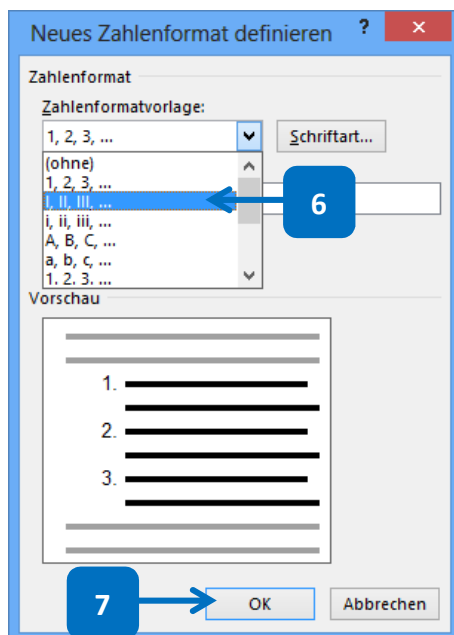 Neues Zahlenformat definieren ? ×
Zahlenformat
Zahlenformatvorlage:
1, 2, 3, ... Schriftart...
(ohne)
1, 2, 3, ...
I, II, III, ... 6
i, ii, iii, ...
A, B, C, ...
a, b, c, ...
1. 2. 3. ...
Vorschau
1.
2.
3.
7 OK Abbrechen